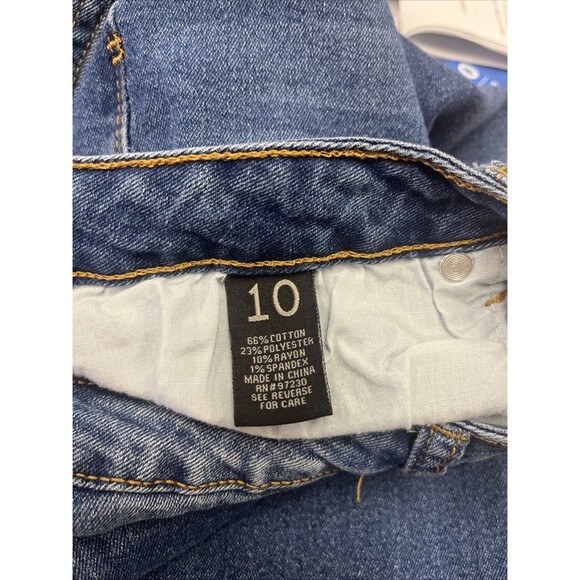 10
66% COTTON
23% POLYESTER
10% RAYON
1% SPANDEX
MADE IN CHINA
RN#97230
SEE REVERSE
FOR CARE